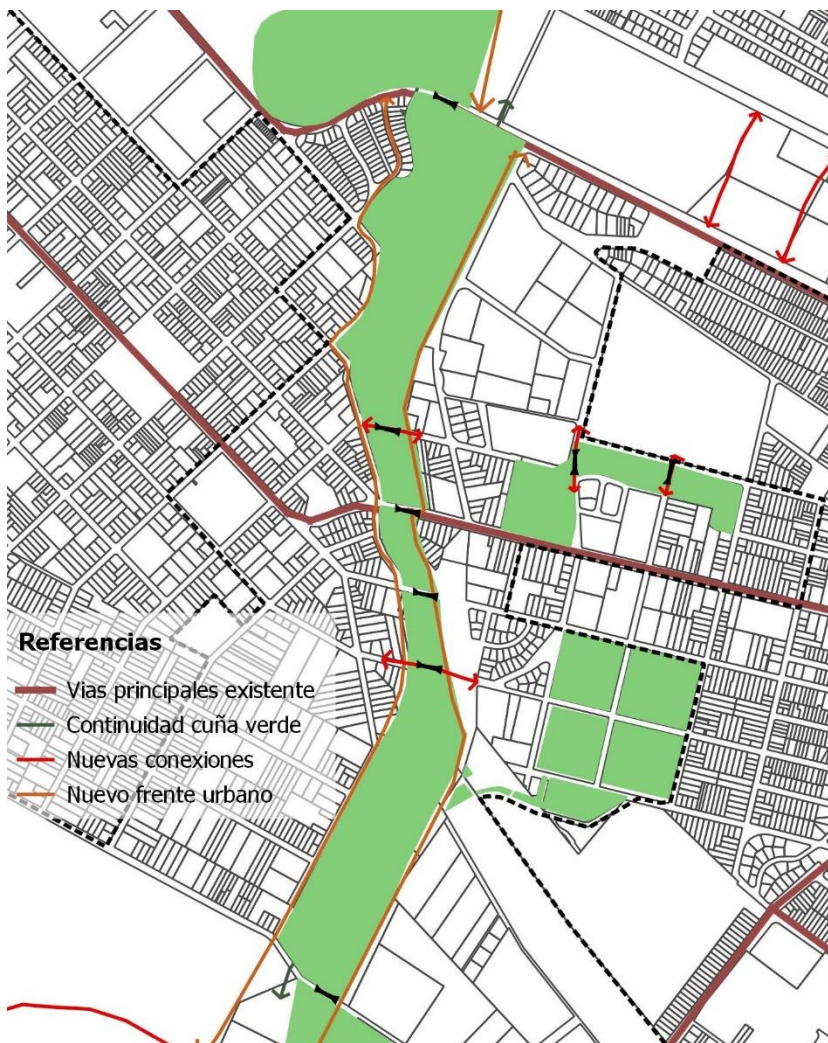 Referencias
Vias principales existente
Continuidad cuña verde
Nuevas conexiones
Nuevo frente urbano